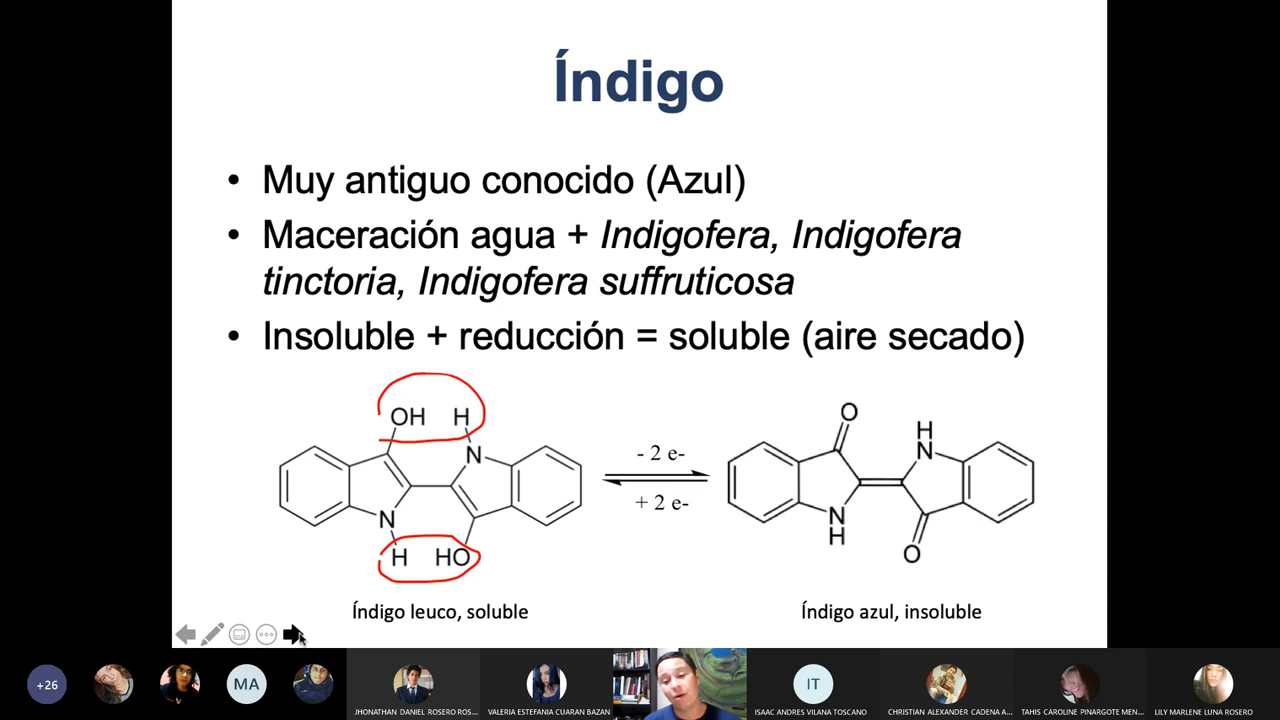 Índigo
• Muy antiguo conocido (Azul)
• Maceración agua + Indigofera, Indigofera
tinctoria, Indigofera suffruticosa
• Insoluble + reducción = soluble (aire secado)
OH H
N
N
H HO
- 2 e-
+ 2 e-
O
H
N
N
H
O
Índigo leuco, soluble
Índigo azul, insoluble
+26
MA
JHONATHAN DANIEL ROSERO ROS...
VALERIA ESTEFANIA CUARAN BAZAN
IT
ISAAC ANDRES VILANA TOSCANO
CHRISTIAN ALEXANDER CADENA A...
TAHIS CAROLINE PINARGOTE MEN...
LILY MARLENE LUNA ROSERO